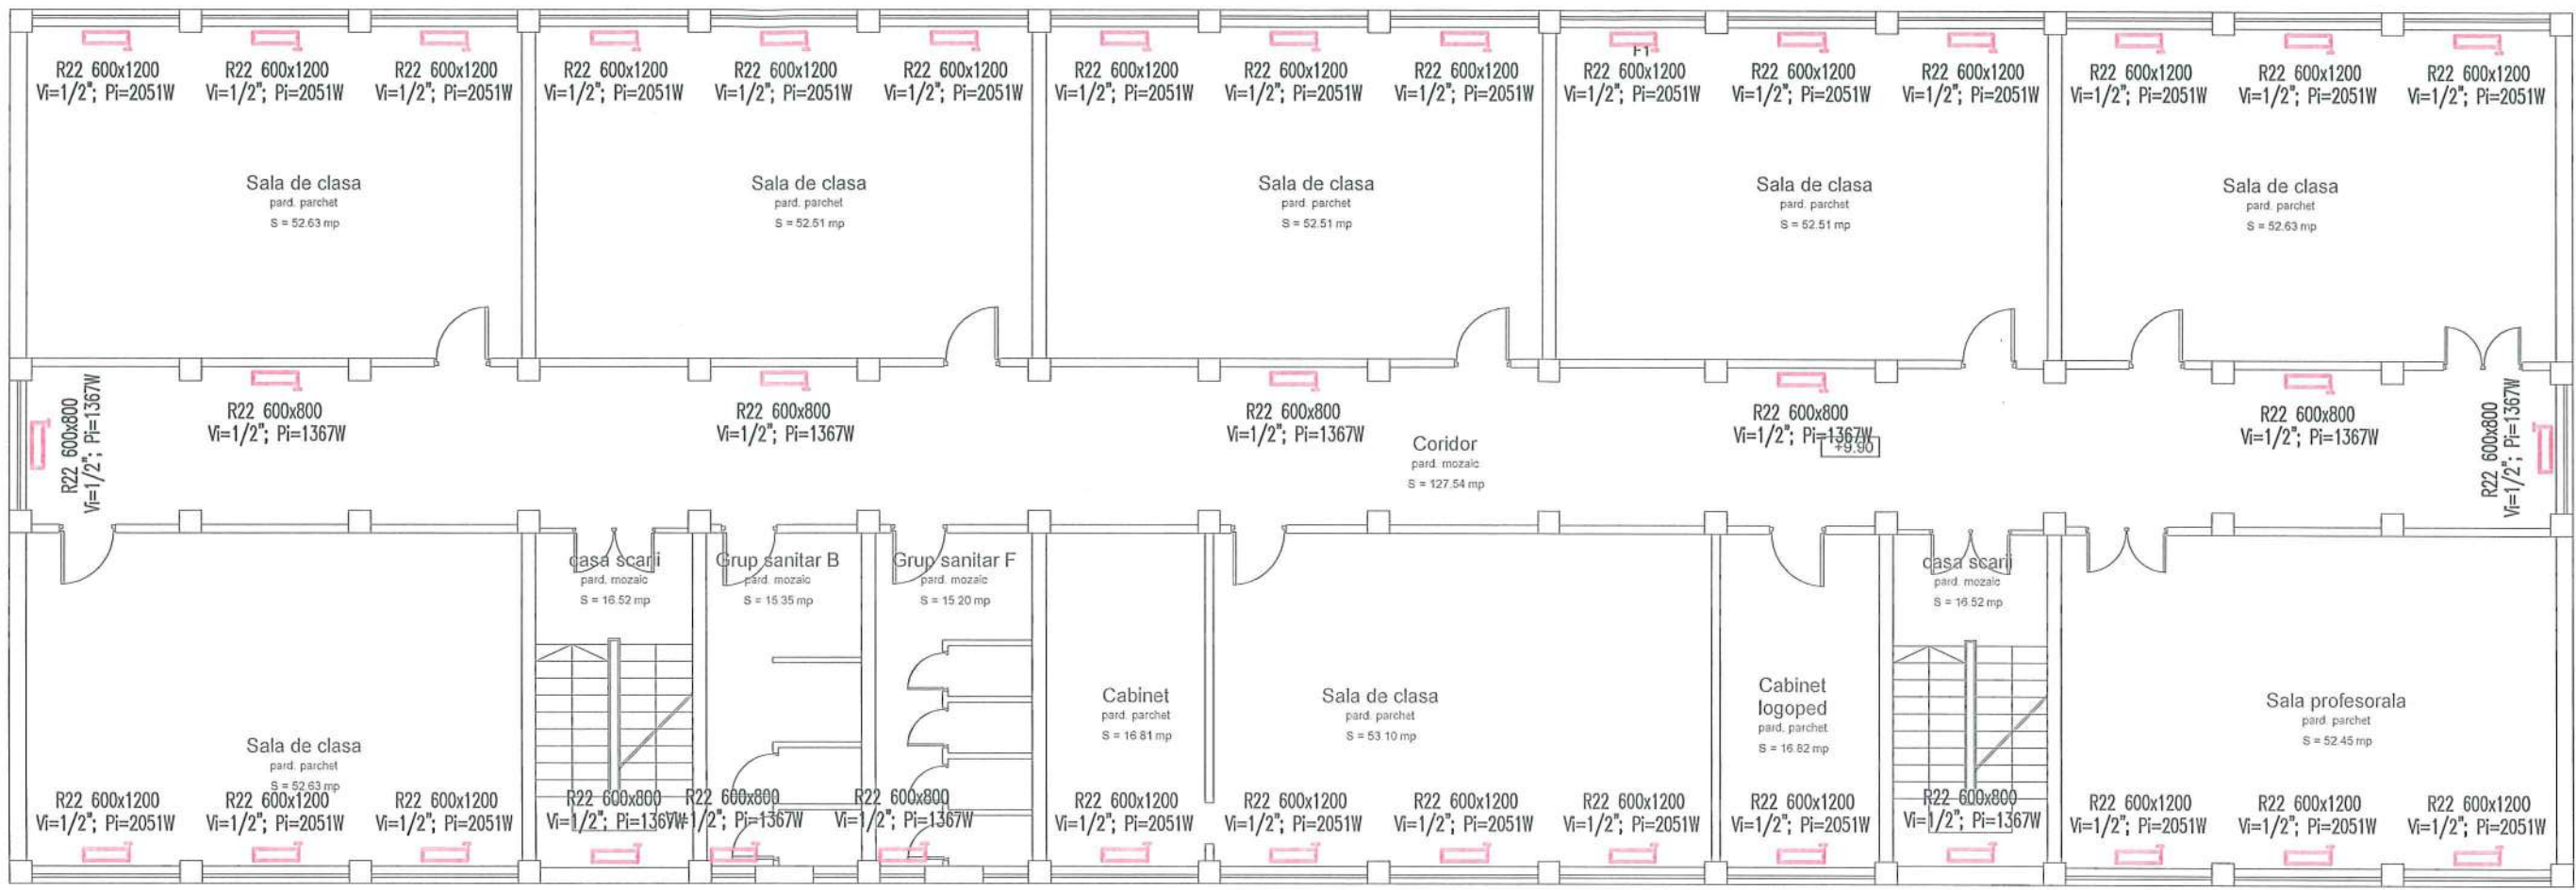 F1
R22 600x1200
Vi=1/2"; Pi=2051W
R22 600x1200
Vi=1/2"; Pi=2051W
R22 600x1200
Vi=1/2"; Pi=2051W
R22 600x1200
Vi=1/2"; Pi=2051W
R22 600x1200
Vi=1/2"; Pi=2051W
R22 600x1200
Vi=1/2"; Pi=2051W
R22 600x1200
Vi=1/2"; Pi=2051W
R22 600x1200
Vi=1/2"; Pi=2051W
R22 600x1200
Vi=1/2"; Pi=2051W
R22 600x1200
Vi=1/2"; Pi=2051W
R22 600x1200
Vi=1/2"; Pi=2051W
R22 600x1200
Vi=1/2"; Pi=2051W
R22 600x1200
Vi=1/2"; Pi=2051W
R22 600x1200
Vi=1/2"; Pi=2051W
R22 600x1200
Vi=1/2"; Pi=2051W
Sala de clasa
pard. parchet
S = 52.63 mp
Sala de clasa
pard. parchet
S = 52.51 mp
Sala de clasa
pard. parchet
S = 52.51 mp
Sala de clasa
pard. parchet
S = 52.51 mp
Sala de clasa
pard. parchet
S = 52.63 mp
R22 600x800
Vi=1/2"; Pi=1367W
R22 600x800
Vi=1/2"; Pi=1367W
R22 600x800
Vi=1/2"; Pi=1367W
R22 600x800
Vi=1/2"; Pi=1367W
Coridor
pard. mozaic
S = 127.54 mp
R22 600x800
Vi=1/2"; Pi=1367W
+9.90
R22 600x800
Vi=1/2"; Pi=1367W
R22 600x800
Vi=1/2"; Pi=1367W
casa scarii
pard. mozaic
S = 16.52 mp
Grup sanitar B
pard. mozaic
S = 15.35 mp
Grup sanitar F
pard. mozaic
S = 15.20 mp
casa scarii
pard. mozaic
S = 16.52 mp
Sala de clasa
pard. parchet
S = 52.63 mp
Cabinet
pard. parchet
S = 16.81 mp
Sala de clasa
pard. parchet
S = 53.10 mp
Cabinet
logoped
pard. parchet
S = 16.82 mp
Sala profesorala
pard. parchet
S = 52.45 mp
R22 600x1200
Vi=1/2"; Pi=2051W
R22 600x1200
Vi=1/2"; Pi=2051W
R22 600x1200
Vi=1/2"; Pi=2051W
R22 600x800
Vi=1/2"; Pi=1367W
R22 600x800
Vi=1/2"; Pi=1367W
R22 600x800
Vi=1/2"; Pi=1367W
R22 600x1200
Vi=1/2"; Pi=2051W
R22 600x1200
Vi=1/2"; Pi=2051W
R22 600x1200
Vi=1/2"; Pi=2051W
R22 600x1200
Vi=1/2"; Pi=2051W
R22 600x1200
Vi=1/2"; Pi=2051W
R22 600x800
Vi=1/2"; Pi=1367W
R22 600x1200
Vi=1/2"; Pi=2051W
R22 600x1200
Vi=1/2"; Pi=2051W
R22 600x1200
Vi=1/2"; Pi=2051W